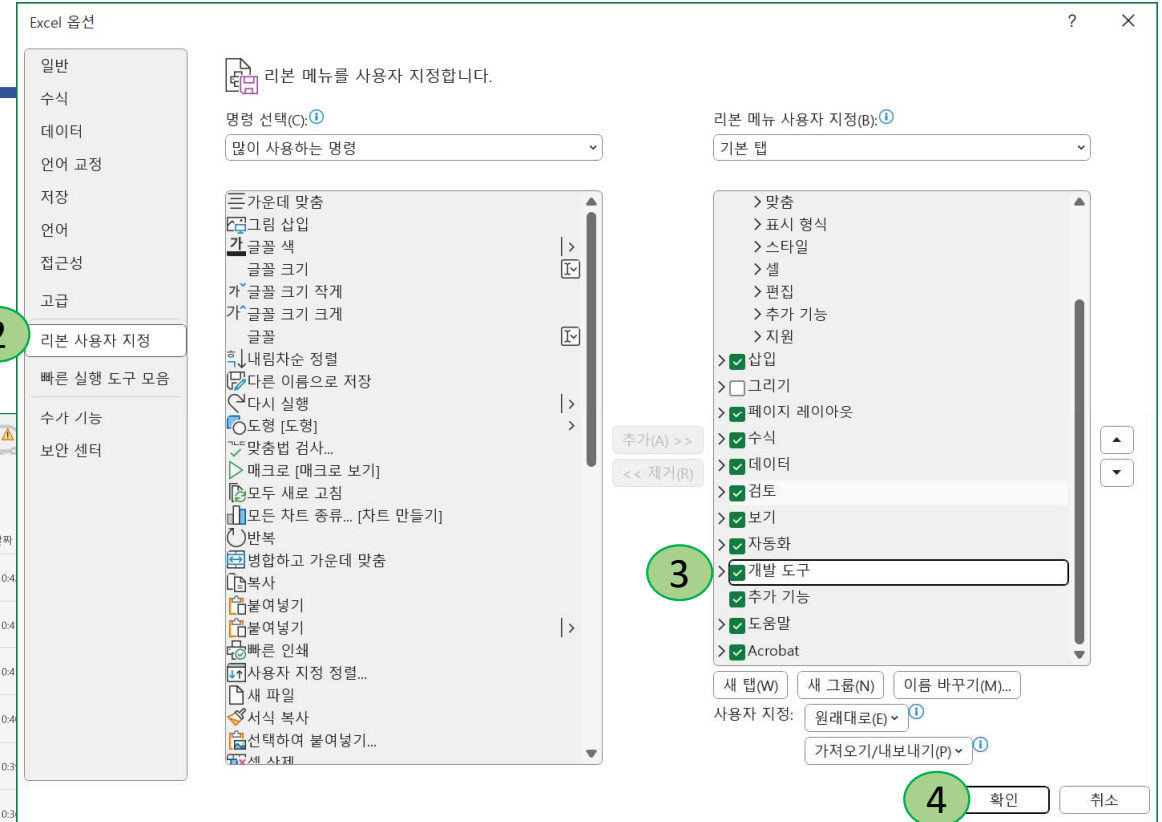 Excel 옵션
?
일반
수식
데이터
언어 교정
저장
언어
접근성
고급
2
리본 사용자 지정
빠른 실행 도구 모음
추가 기능
보안 센터
리본 메뉴를 사용자 지정합니다.
명령 선택(C):
많이 사용하는 명령
가운데 맞춤
그림 삽입
가 글꼴 색
글꼴 크기
가 글꼴 크기 작게
가 글꼴 크기 크게
글꼴
내림차순 정렬
다른 이름으로 저장
다시 실행
도형 [도형]
맞춤법 검사...
매크로 [매크로 보기]
모두 새로 고침
모든 차트 종류... [차트 만들기]
반복
병합하고 가운데 맞춤
복사
붙여넣기
붙여넣기
빠른 인쇄
사용자 지정 정렬...
새 파일
서식 복사
선택하여 붙여넣기...
셀 삭제
추가(A) >>
<< 제거(R)
리본 메뉴 사용자 지정(B):
기본 탭
맞춤
표시 형식
스타일
셀
편집
추가 기능
지원
삽입
그리기
페이지 레이아웃
수식
데이터
검토
보기
자동화
3
개발 도구
추가 기능
도움말
Acrobat
새 탭(W) 새 그룹(N) 이름 바꾸기(M)...
사용자 지정: 원래대로(E)
가져오기/내보내기(P)
4
확인 취소